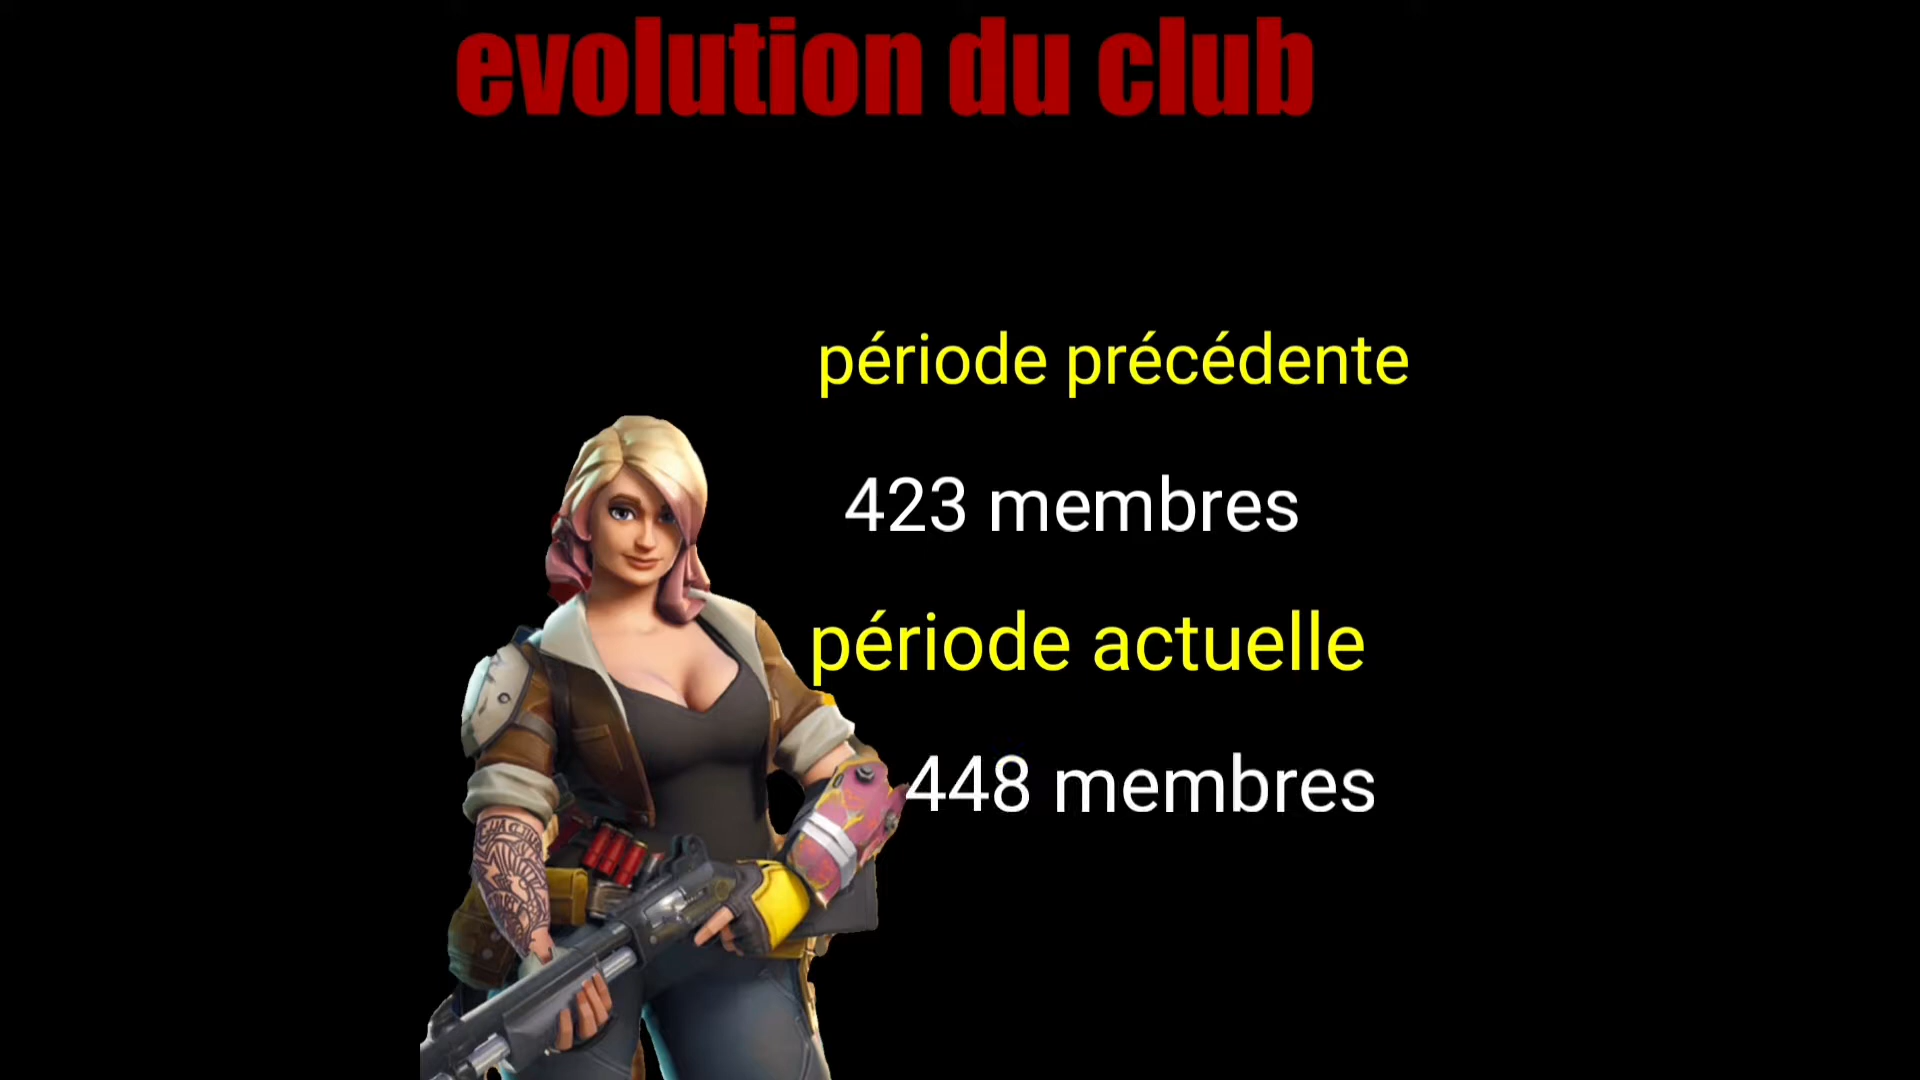 evolution du club
période précédente
423 membres
période actuelle
448 membres